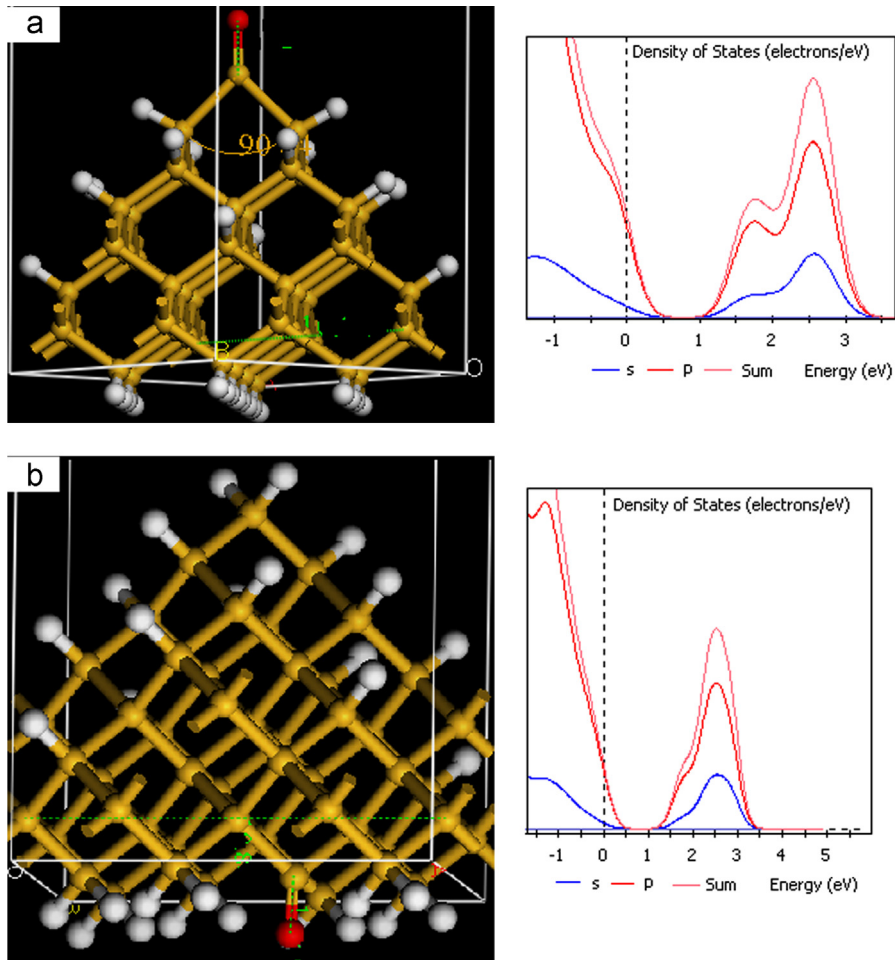 a
90
B
O
Density of States (electrons/eV)
-1 0 1 2 3
s p Sum Energy (eV)
b
O
B
A
Density of States (electrons/eV)
-1 0 1 2 3 4 5
s p Sum Energy (eV)